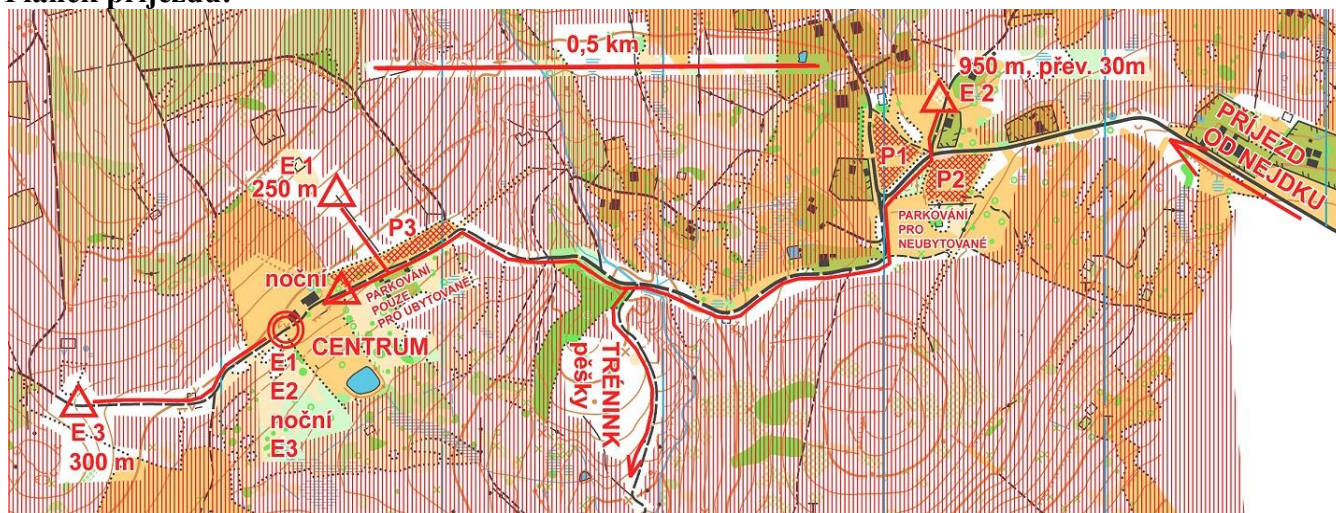 Plánek příjezdu:
0,5 km
950 m, přev. 30m
E 2
PŘÍJEZD
OD NEJDKU
P1
P2
PARKOVÁNÍ
PRO
NEUBYTOVANÉ
E 1
250 m
P3
noční
PARKOVÁNÍ
POUZE
PRO UBYTOVANÉ
CENTRUM
E1
E2
noční
E3
TRÉNINK
pěšky
E 3
300 m